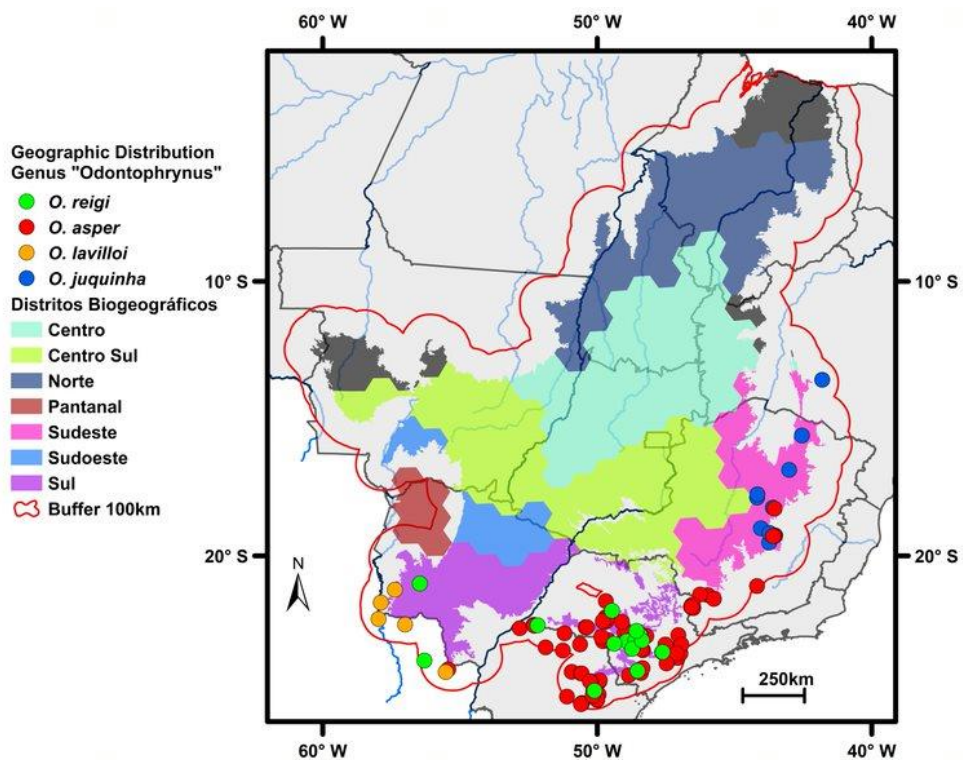 60° W 50° W 40° W
Geographic Distribution
Genus "Odontophrynus"
O. reigi
O. asper
O. lavilloi
O. juquinha
Distritos Biogeográficos
Centro
Centro Sul
Norte
Pantanal
Sudeste
Sudoeste
Sul
Buffer 100km
10° S 10° S
20° S 20° S
N
250km
60° W 50° W 40° W